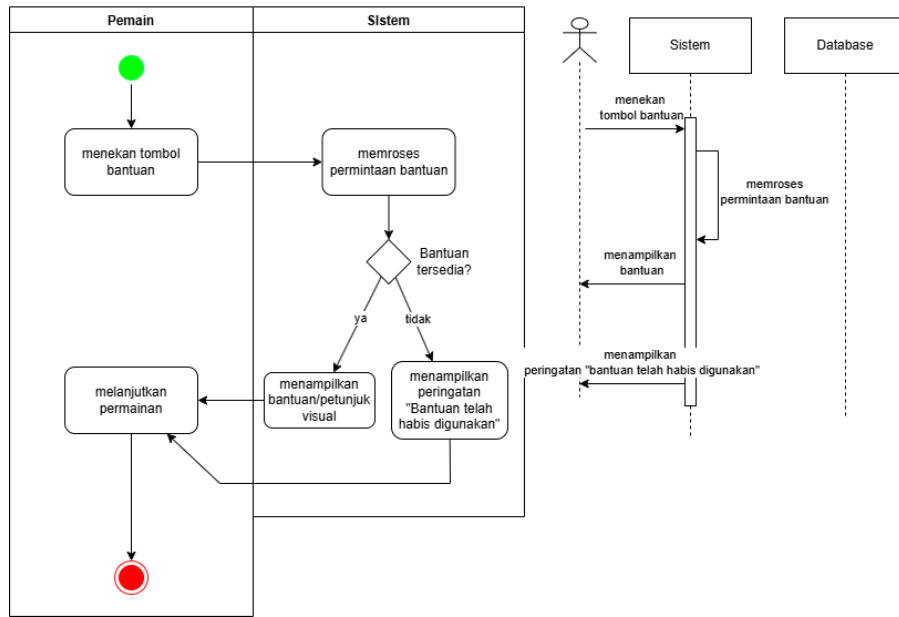 Pemain
SIstem
menekan tombol
bantuan
memroses
permintaan bantuan
Bantuan
tersedia?
ya
tidak
menampilkan
bantuan/petunjuk
visual
menampilkan
peringatan
"Bantuan telah
habis digunakan"
melanjutkan
permainan
Sistem
Database
menekan
tombol bantuan
memroses
permintaan bantuan
menampilkan
bantuan
menampilkan
peringatan "bantuan telah habis digunakan"